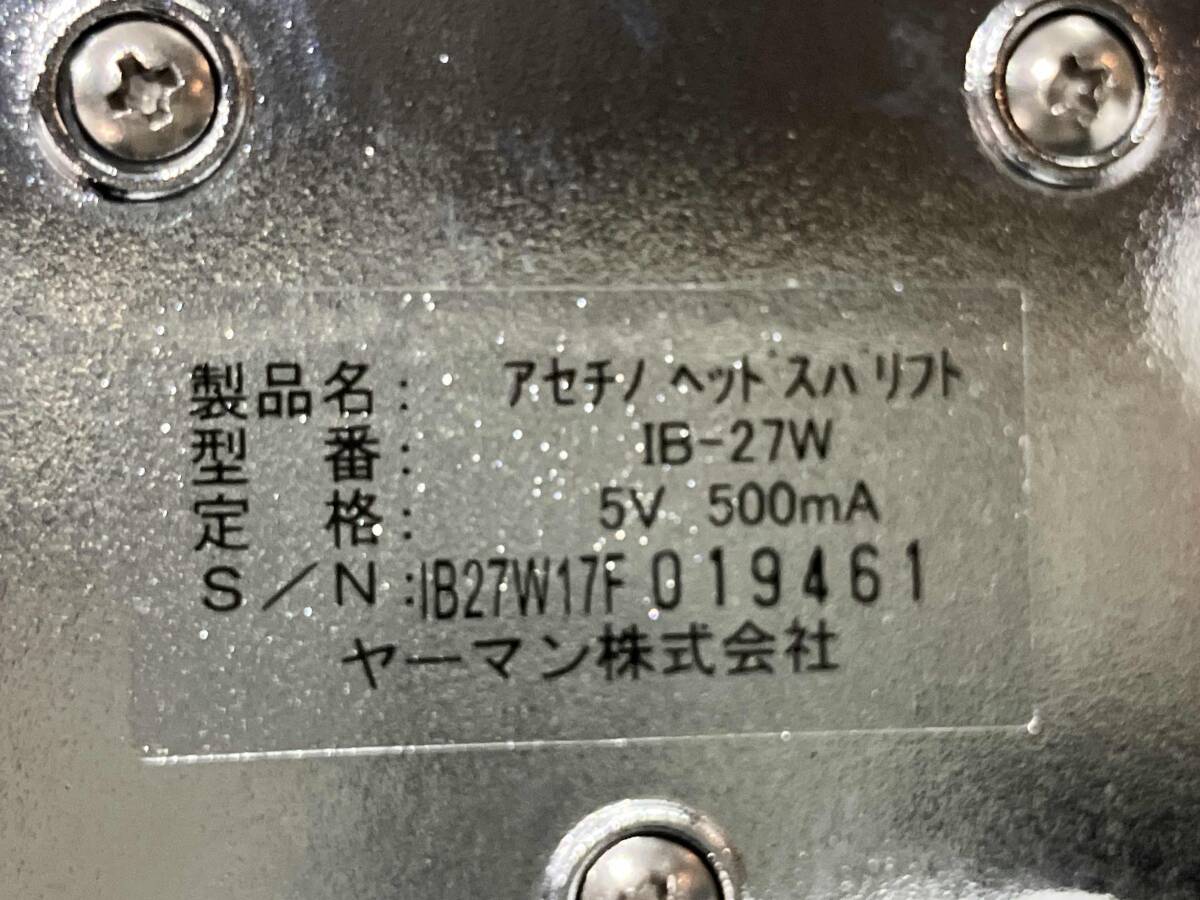 製品名: アセチノ ヘッドスパリフト
型 番: IB-27W
定 格: 5V 500mA
S/N:IB27W17F 019461
ヤーマン株式会社